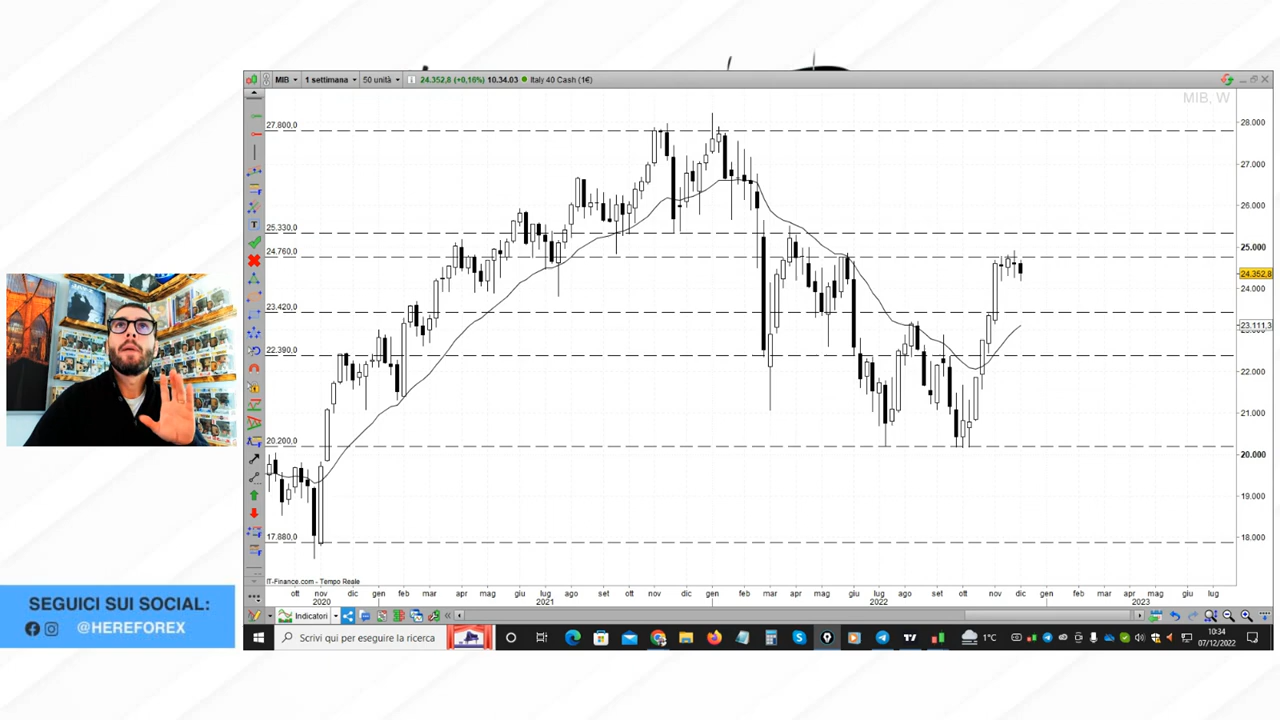 MIB 1 settimana 50 unità 24.352,8 (+0,16%) 10.34.03 Italy 40 Cash (1€)
MIB, W
27.800,0
25.330,0
24.760,0
23.420,0
22.390,0
20.200,0
17.880,0
28.000
27.000
26.000
25.000
24.352,8
24.000
23.111,3
22.000
21.000
20.000
19.000
18.000
IT-Finance.com - Tempo Reale
ott nov dic gen feb mar mag giu lug ago ott nov dic gen feb mar mag giu ago ott nov dic gen feb mar apr mag giu lug
2020 2021 2022 2023
Indicatori
SEGUICI SUI SOCIAL:
@HEREFOREX
Scrivi qui per eseguire la ricerca
1°C
10:34
07/12/2022